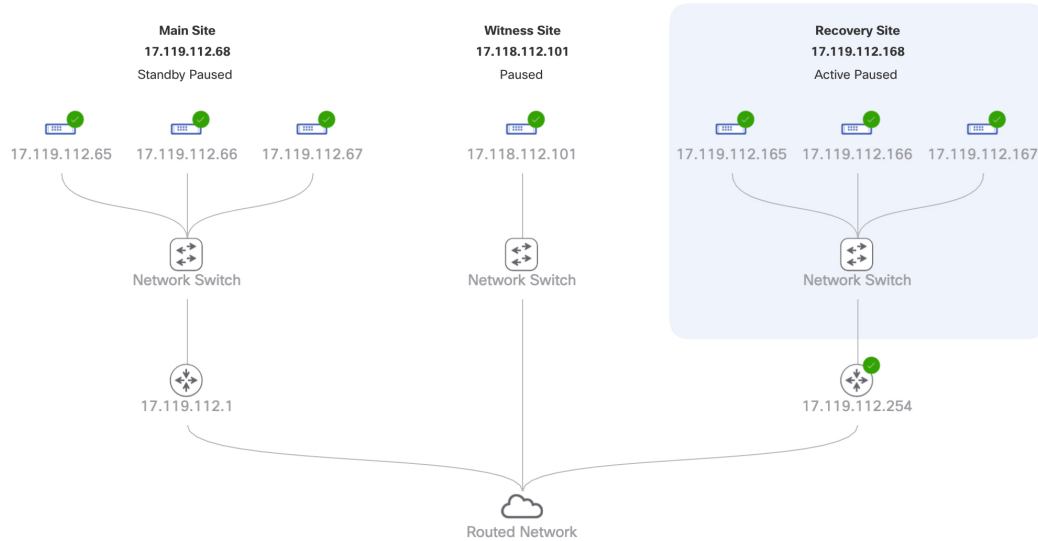 Main Site
17.119.112.68
Standby Paused
Witness Site
17.118.112.101
Paused
Recovery Site
17.119.112.168
Active Paused
17.119.112.65
17.119.112.66
17.119.112.67
17.118.112.101
17.119.112.165
17.119.112.166
17.119.112.167
Network Switch
Network Switch
Network Switch
17.119.112.1
17.119.112.254
Routed Network